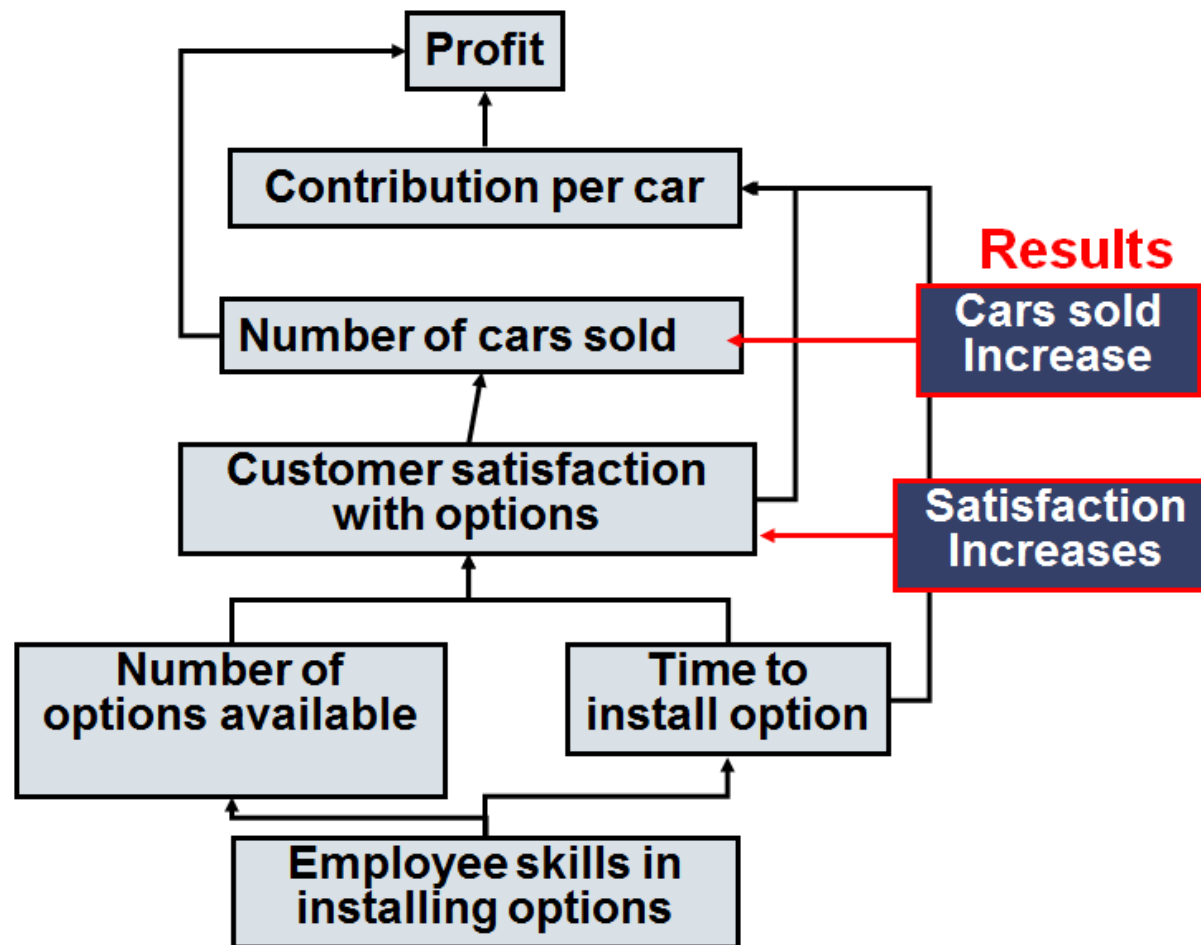 Profit
Contribution per car
Results
Cars sold
Increase
Number of cars sold
Customer satisfaction
with options
Satisfaction
Increases
Number of
options available
Time to
install option
Employee skills in
installing options